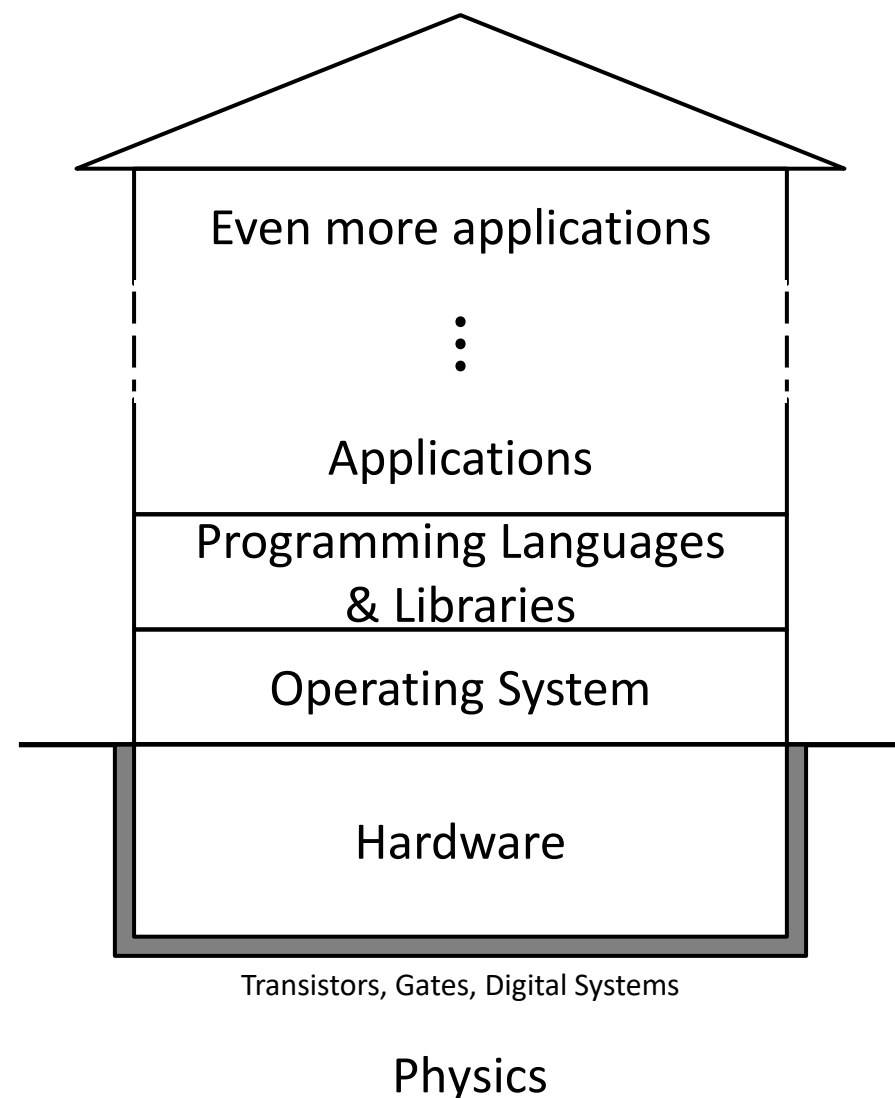 Even more applications
⋮
Applications
Programming Languages
& Libraries
Operating System
Hardware
Transistors, Gates, Digital Systems
Physics